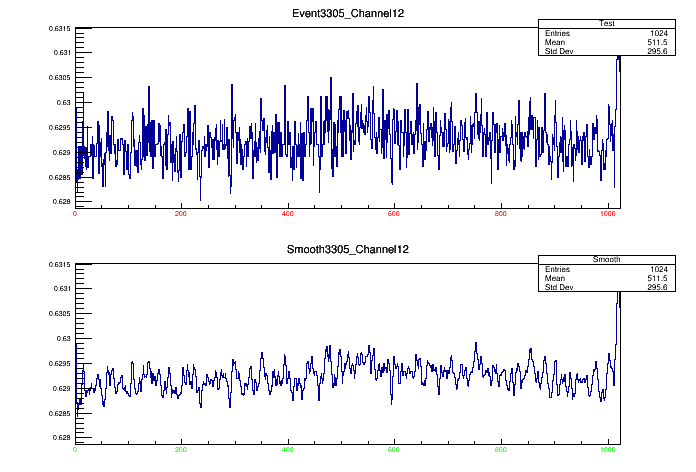 Event3305_Channel12
Test
Entries 1024
Mean 511.5
Std Dev 295.6
0.6315
0.631
0.6305
0.63
0.6295
0.629
0.6285
0.628
0 200 400 600 800 1000
Smooth3305_Channel12
Smooth
Entries 1024
Mean 511.5
Std Dev 295.6
0.6315
0.631
0.6305
0.63
0.6295
0.629
0.6285
0.628
0 200 400 600 800 1000